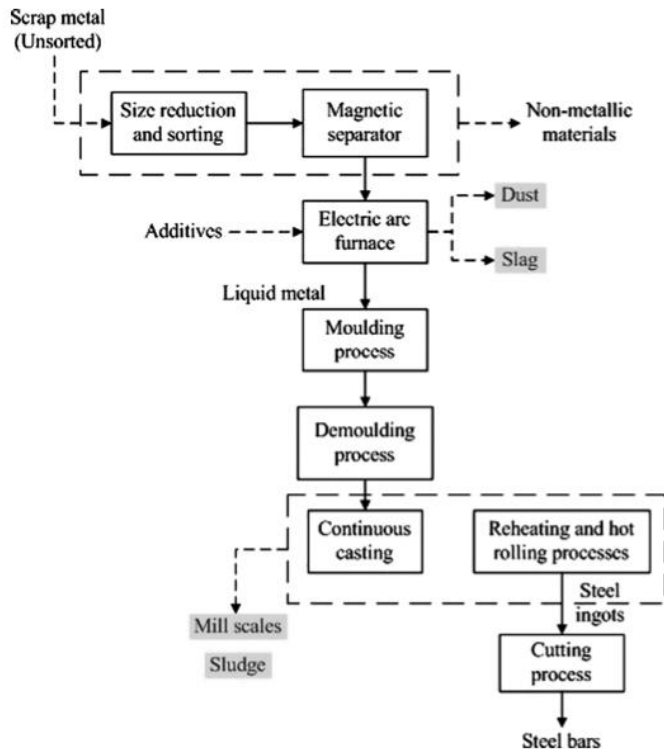 Scrap metal
(Unsorted)
Size reduction
and sorting
Magnetic
separator
Non-metallic
materials
Additives
Electric arc
furnace
Dust
Slag
Liquid metal
Moulding
process
Demoulding
process
Continuous
casting
Reheating and hot
rolling processes
Steel
ingots
Mill scales
Sludge
Cutting
process
Steel bars